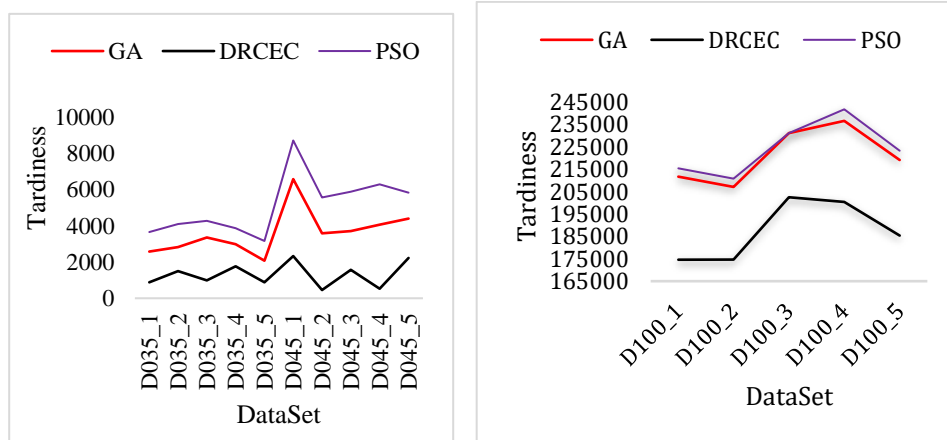 GA DRCEC PSO
Tardiness
10000
8000
6000
4000
2000
0
D035_1
D035_2
D035_3
D035_4
D035_5
D045_1
D045_2
D045_3
D045_4
D045_5
DataSet
GA DRCEC PSO
Tardiness
245000
235000
225000
215000
205000
195000
185000
175000
165000
D100_1
D100_2
D100_3
D100_4
D100_5
DataSet